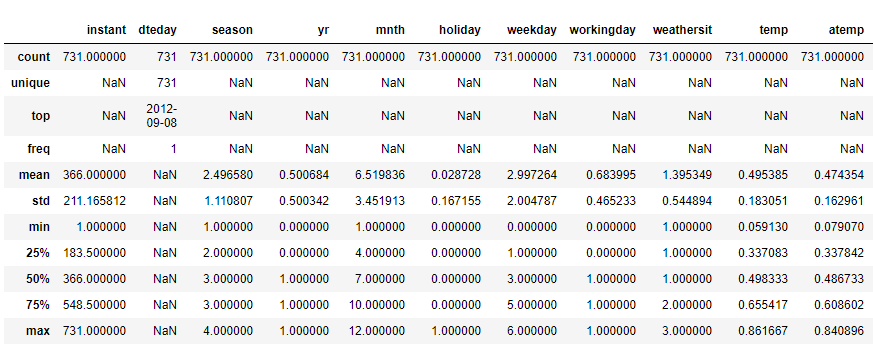 instant dteday season yr mnth holiday weekday workingday weathersit temp atemp
count 731.000000 731 731.000000 731.000000 731.000000 731.000000 731.000000 731.000000 731.000000 731.000000 731.000000
unique NaN 731 NaN NaN NaN NaN NaN NaN NaN NaN NaN
top NaN 2012-
09-08 NaN NaN NaN NaN NaN NaN NaN NaN NaN
freq NaN 1 NaN NaN NaN NaN NaN NaN NaN NaN NaN
mean 366.000000 NaN 2.496580 0.500684 6.519836 0.028728 2.997264 0.683995 1.395349 0.495385 0.474354
std 211.165812 NaN 1.110807 0.500342 3.451913 0.167155 2.004787 0.465233 0.544894 0.183051 0.162961
min 1.000000 NaN 1.000000 0.000000 1.000000 0.000000 0.000000 0.000000 1.000000 0.059130 0.079070
25% 183.500000 NaN 2.000000 0.000000 4.000000 0.000000 1.000000 0.000000 1.000000 0.337083 0.337842
50% 366.000000 NaN 3.000000 1.000000 7.000000 0.000000 3.000000 1.000000 1.000000 0.498333 0.486733
75% 548.500000 NaN 3.000000 1.000000 10.000000 0.000000 5.000000 1.000000 2.000000 0.655417 0.608602
max 731.000000 NaN 4.000000 1.000000 12.000000 1.000000 6.000000 1.000000 3.000000 0.861667 0.840896